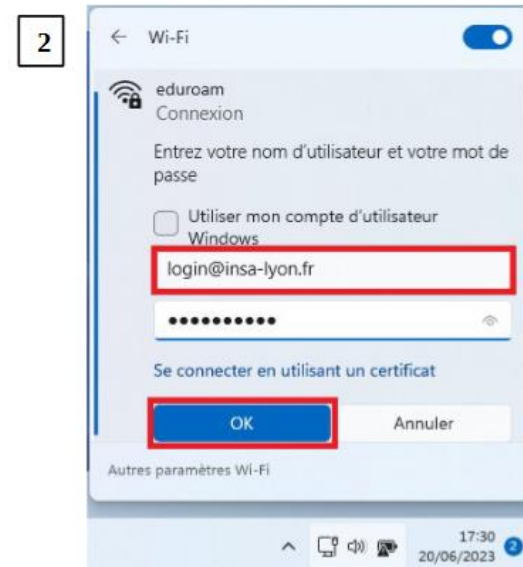 2
Wi-Fi
eduroam
Connexion
Entrez votre nom d'utilisateur et votre mot de
passe
Utiliser mon compte d'utilisateur
Windows
login@insa-lyon.fr
••••••••••
Se connecter en utilisant un certificat
OK
Annuler
Autres paramètres Wi-Fi
17:30
20/06/2023
2